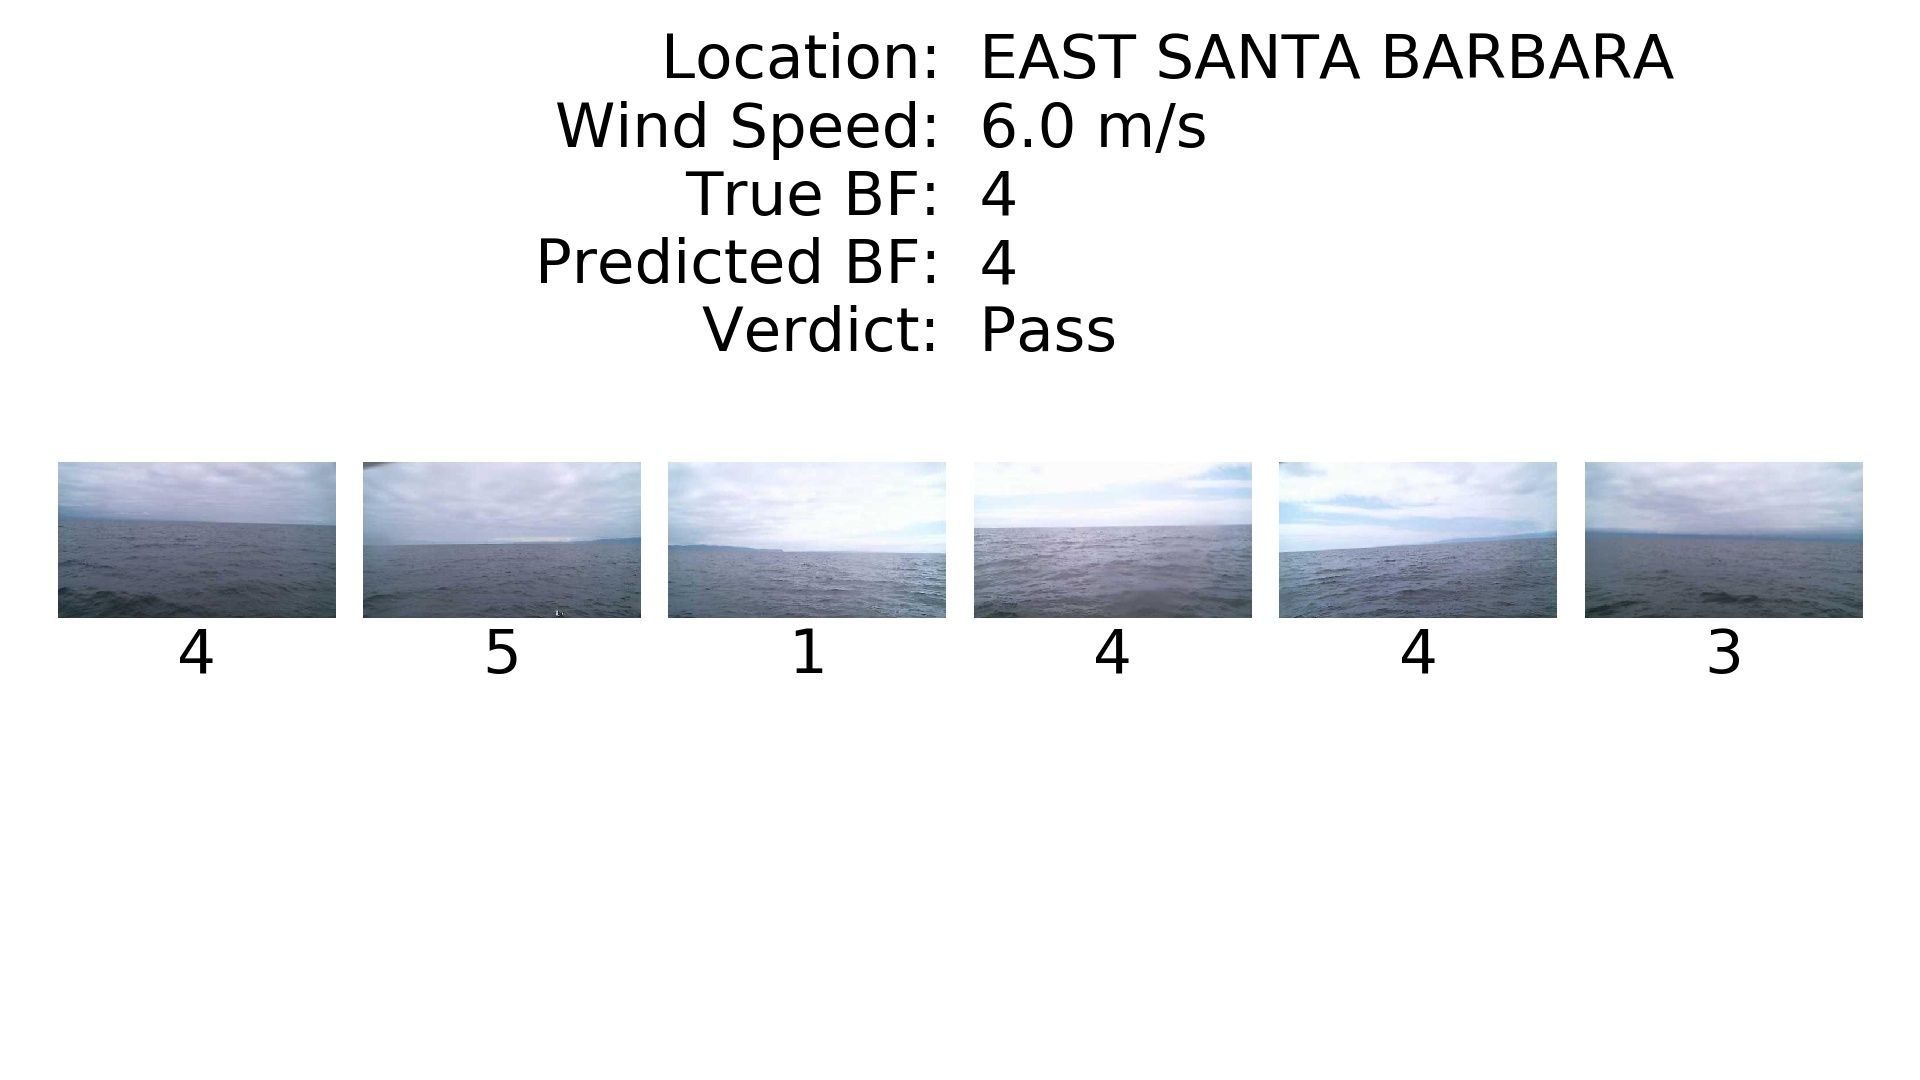 Location: EAST SANTA BARBARA
Wind Speed: 6.0 m/s
True BF: 4
Predicted BF: 4
Verdict: Pass
4 5 1 4 4 3